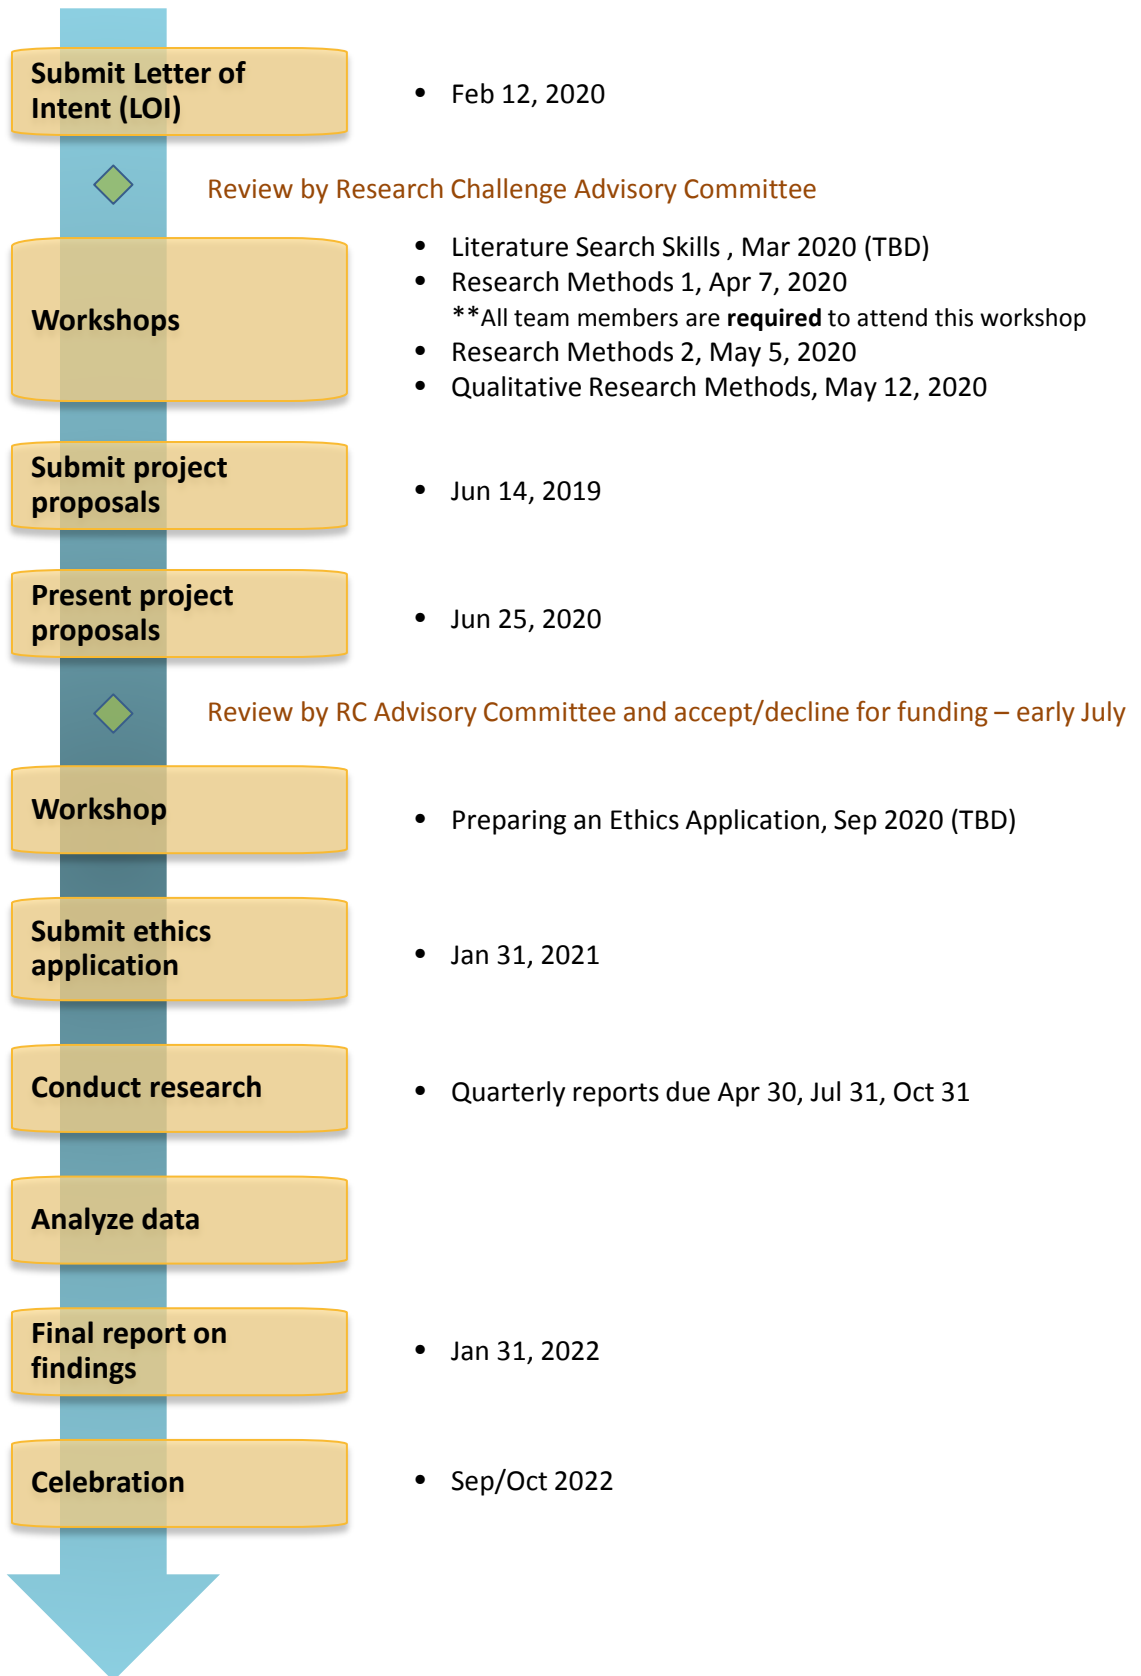 Submit Letter of
Intent (LOI)
• Feb 12, 2020
Review by Research Challenge Advisory Committee
Workshops
• Literature Search Skills , Mar 2020 (TBD)
• Research Methods 1, Apr 7, 2020
**All team members are required to attend this workshop
• Research Methods 2, May 5, 2020
• Qualitative Research Methods, May 12, 2020
Submit project
proposals
• Jun 14, 2019
Present project
proposals
• Jun 25, 2020
Review by RC Advisory Committee and accept/decline for funding – early July
Workshop
• Preparing an Ethics Application, Sep 2020 (TBD)
Submit ethics
application
• Jan 31, 2021
Conduct research
• Quarterly reports due Apr 30, Jul 31, Oct 31
Analyze data
Final report on
findings
• Jan 31, 2022
Celebration
• Sep/Oct 2022